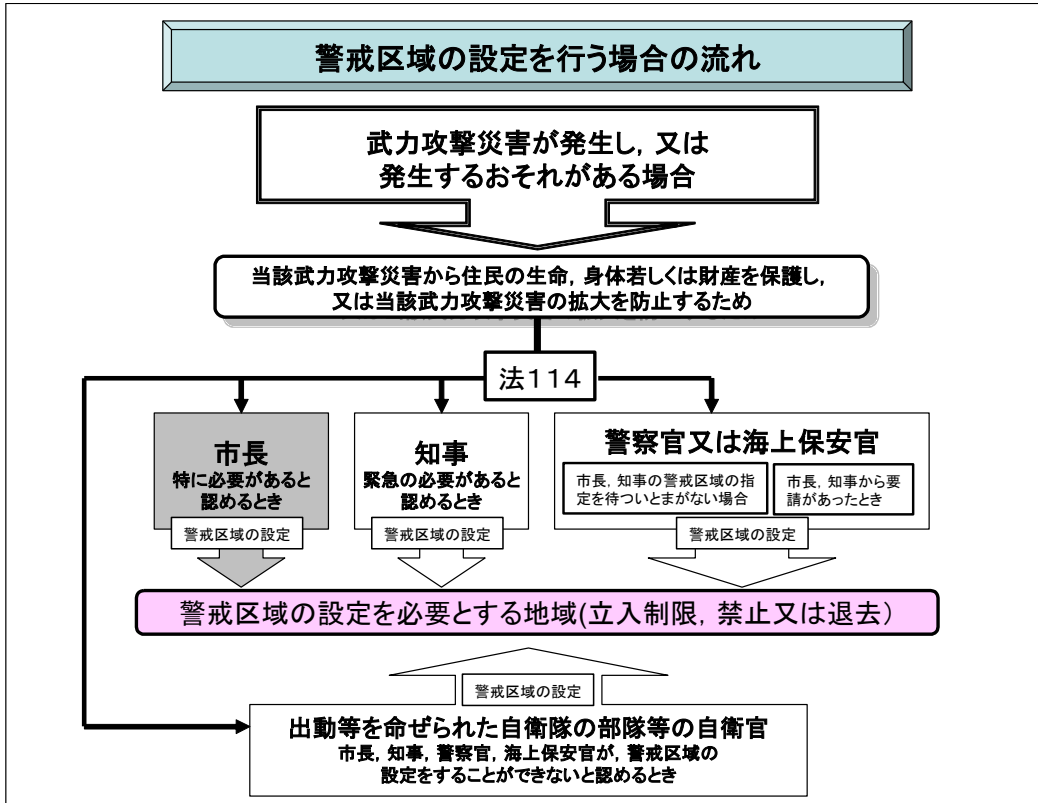 警戒区域の設定を行う場合の流れ
武力攻撃災害が発生し，又は
発生するおそれがある場合
当該武力攻撃災害から住民の生命，身体若しくは財産を保護し，
又は当該武力攻撃災害の拡大を防止するため
法１１４
市長
特に必要があると
認めるとき
警戒区域の設定
知事
緊急の必要があると
認めるとき
警戒区域の設定
警察官又は海上保安官
市長，知事の警戒区域の指
定を待ついとまがない場合
市長，知事から要
請があったとき
警戒区域の設定
警戒区域の設定を必要とする地域(立入制限，禁止又は退去）
警戒区域の設定
出動等を命ぜられた自衛隊の部隊等の自衛官
市長，知事，警察官，海上保安官が，警戒区域の
設定をすることができないと認めるとき